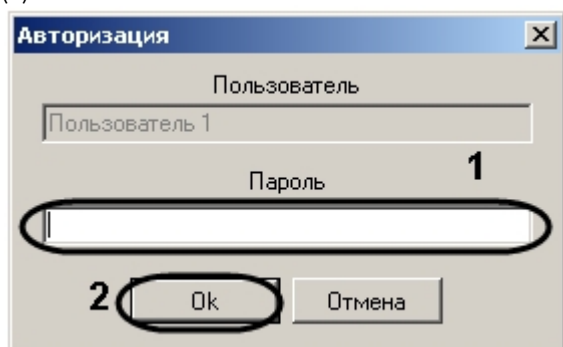 Авторизация
Пользователь
Пользователь 1
1
Пароль
2 Ok Отмена